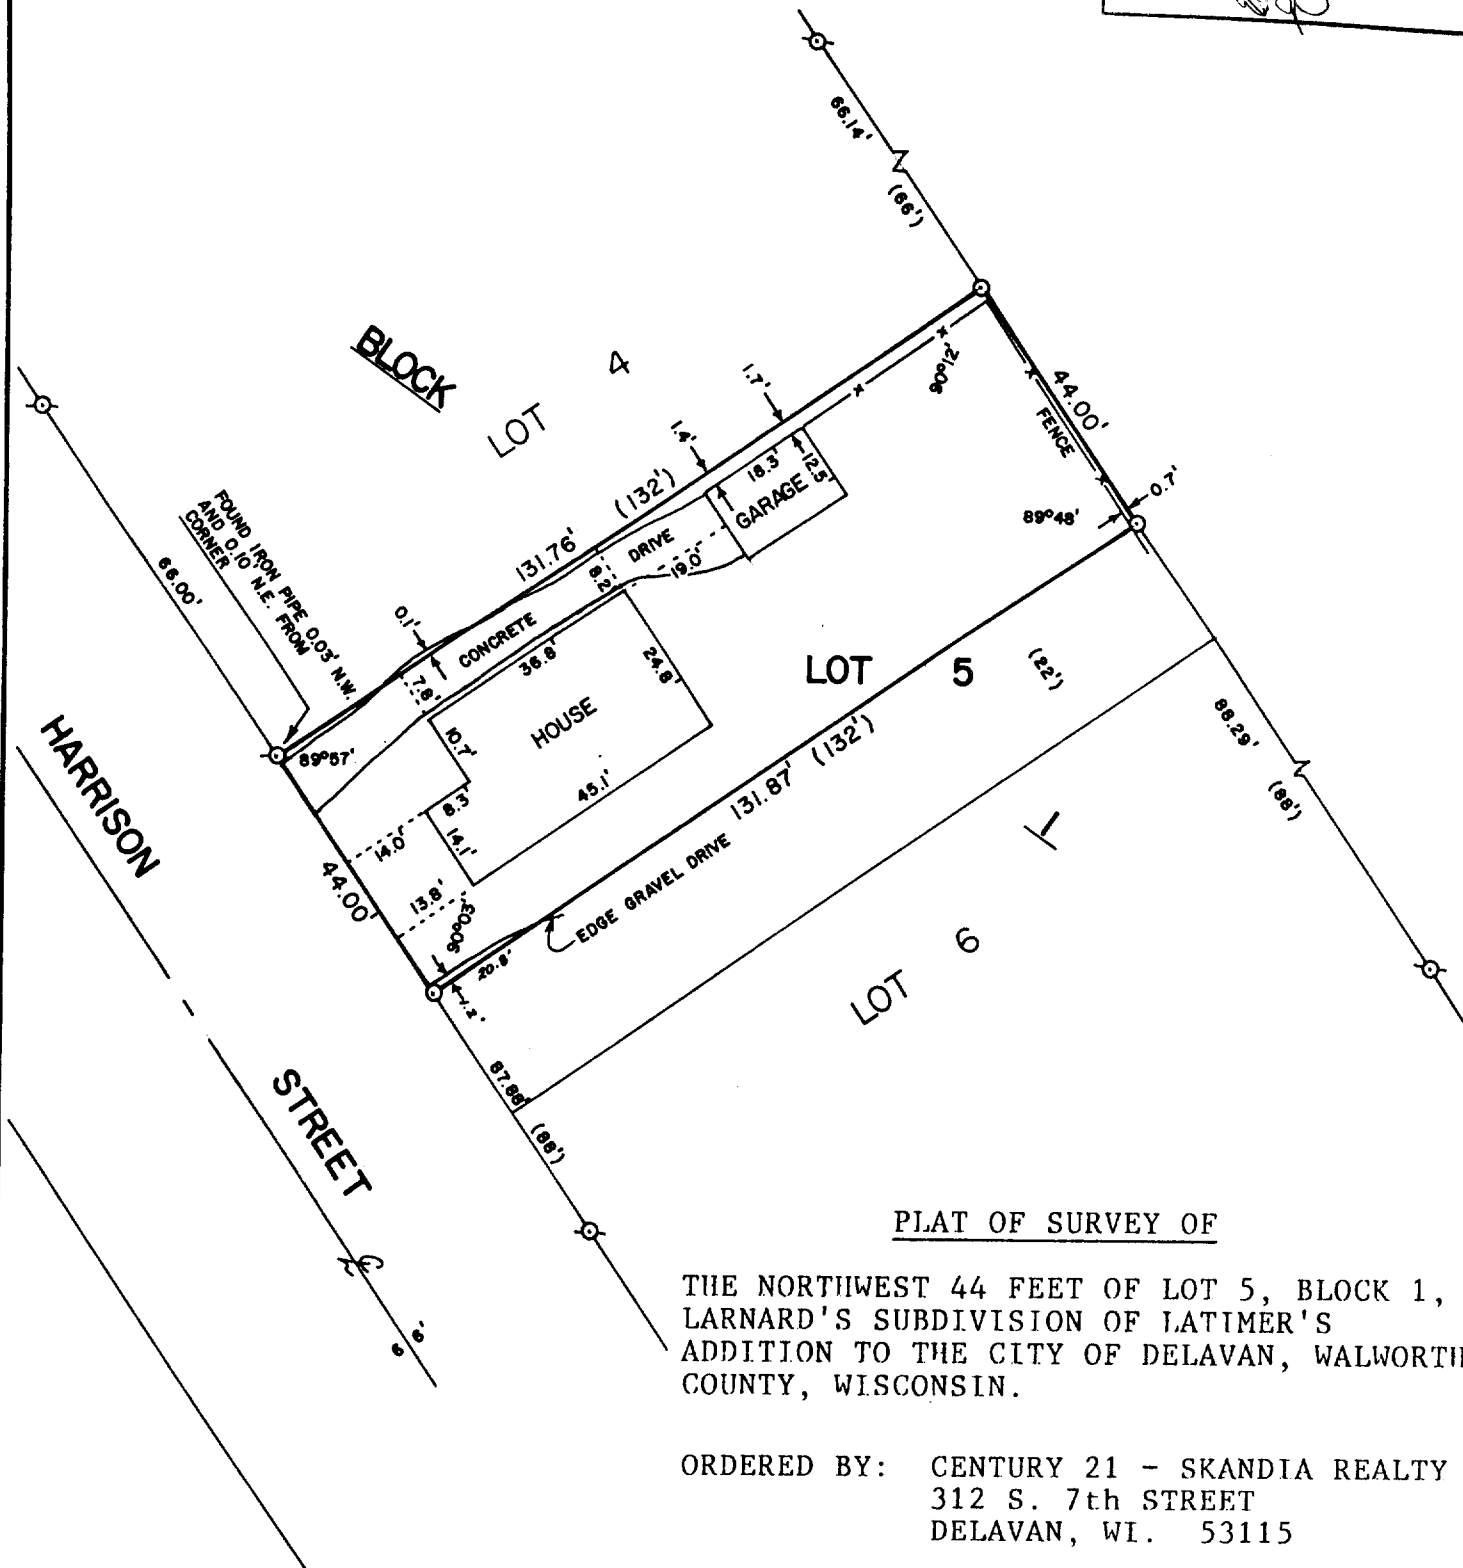 66.14'
(66')
BLOCK
LOT 4
1.7'
1.4'
90°12'
44.00'
FENCE
0.7'
89°48'
18.3'
12.5'
GARAGE
(132')
131.76'
DRIVE
8.2'
19.0'
FOUND IRON PIPE 0.03' N.W.
AND 0.10' N.E. FROM
CORNER
66.00'
0.1'
CONCRETE
7.8'
36.8'
24.8'
HOUSE
10.7'
45.1'
8.3'
14.1'
89°57'
14.0'
13.8'
44.00'
90°03'
20.8'
1.2'
LOT 5
(22')
131.87' (132')
EDGE GRAVEL DRIVE
88.29'
(88')
1
LOT 6
HARRISON
STREET
87.88'
(88')
66'
PLAT OF SURVEY OF
THE NORTHWEST 44 FEET OF LOT 5, BLOCK 1,
LARNARD'S SUBDIVISION OF LATIMER'S
ADDITION TO THE CITY OF DELAVAN, WALWORTH
COUNTY, WISCONSIN.
ORDERED BY: CENTURY 21 - SKANDIA REALTY
312 S. 7th STREET
DELAVAN, WI. 53115